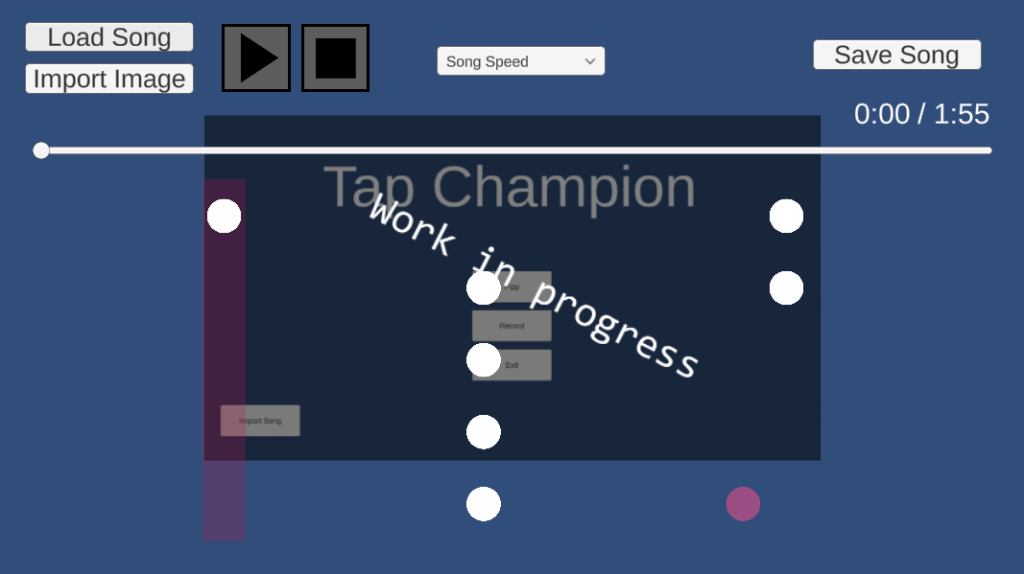 Load Song
Import Image
Song Speed
Save Song
0:00 / 1:55
Tap Champion
Work in progress
Record
Exit
Import Song